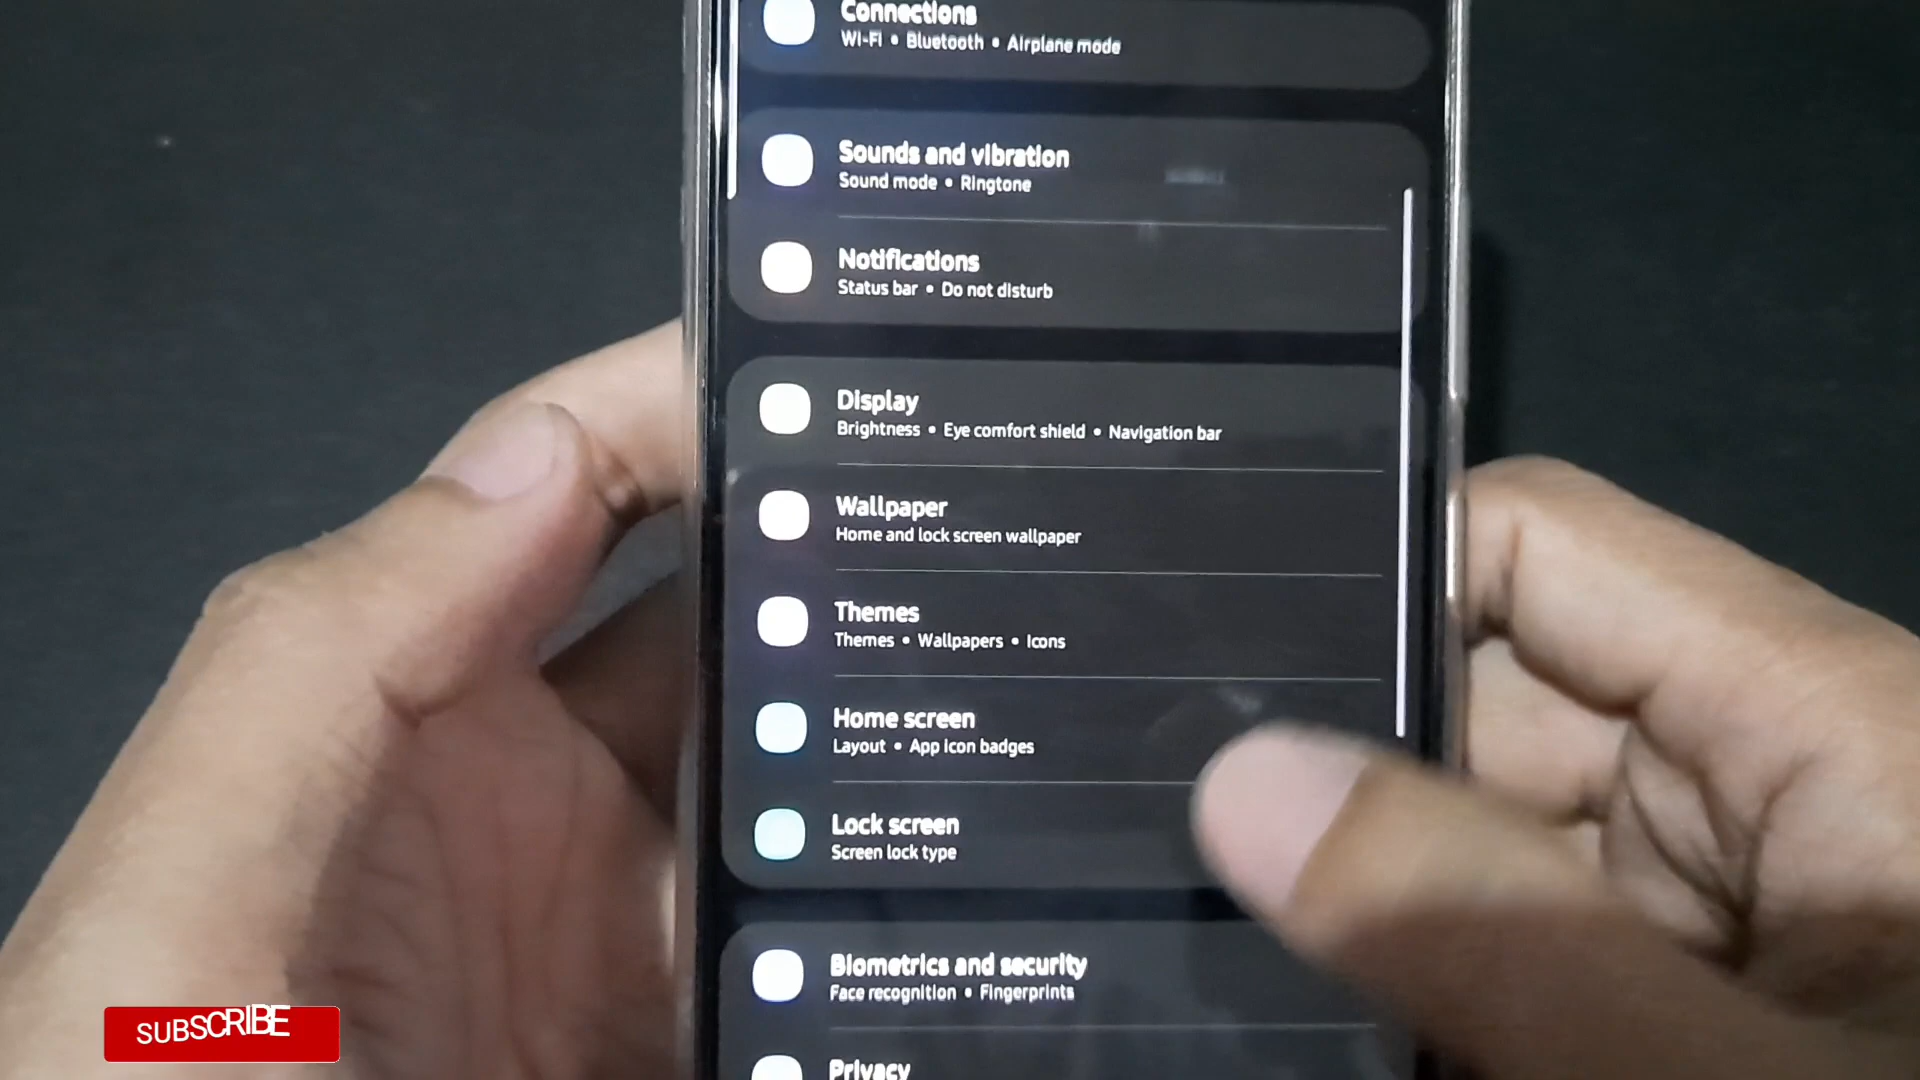 Connections
Wi-Fi • Bluetooth • Airplane mode
Sounds and vibration
Sound mode • Ringtone
Notifications
Status bar • Do not disturb
Display
Brightness • Eye comfort shield • Navigation bar
Wallpaper
Home and lock screen wallpaper
Themes
Themes • Wallpapers • Icons
Home screen
Layout • App icon badges
Lock screen
Screen lock type
Biometrics and security
Face recognition • Fingerprints
Privacy
SUBSCRIBE